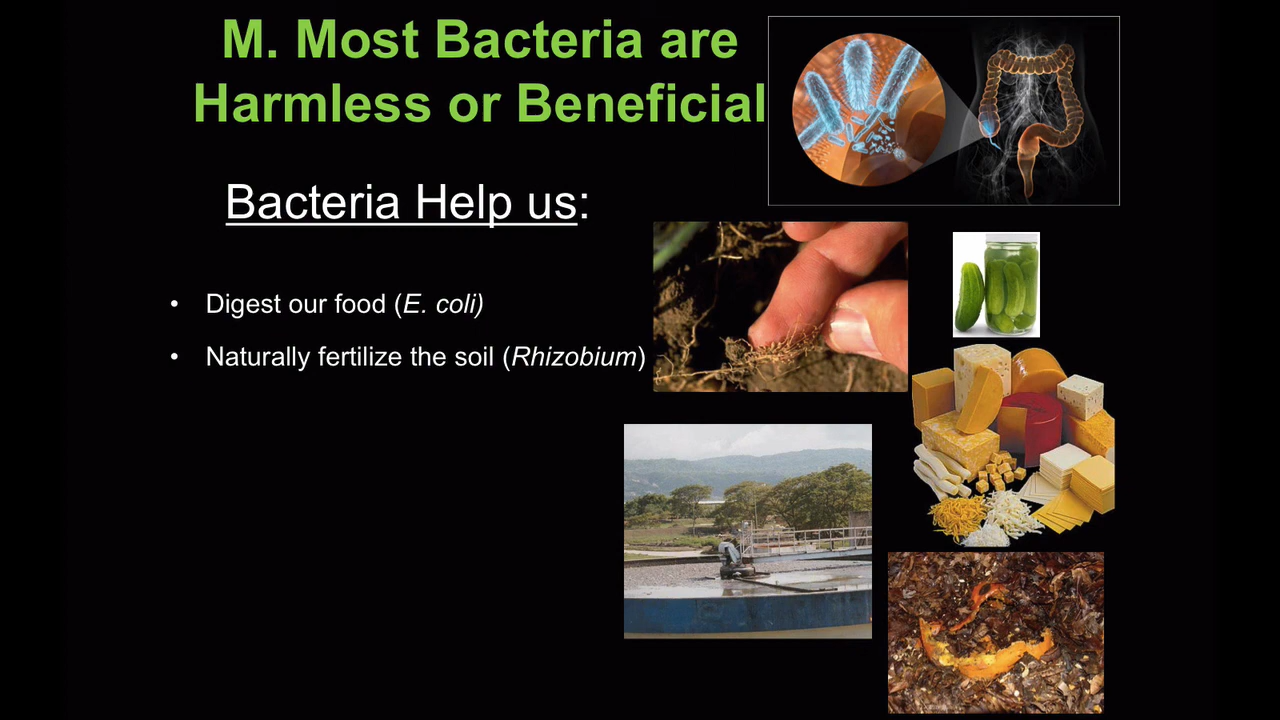 M. Most Bacteria are
Harmless or Beneficial
Bacteria Help us:
• Digest our food (E. coli)
• Naturally fertilize the soil (Rhizobium)